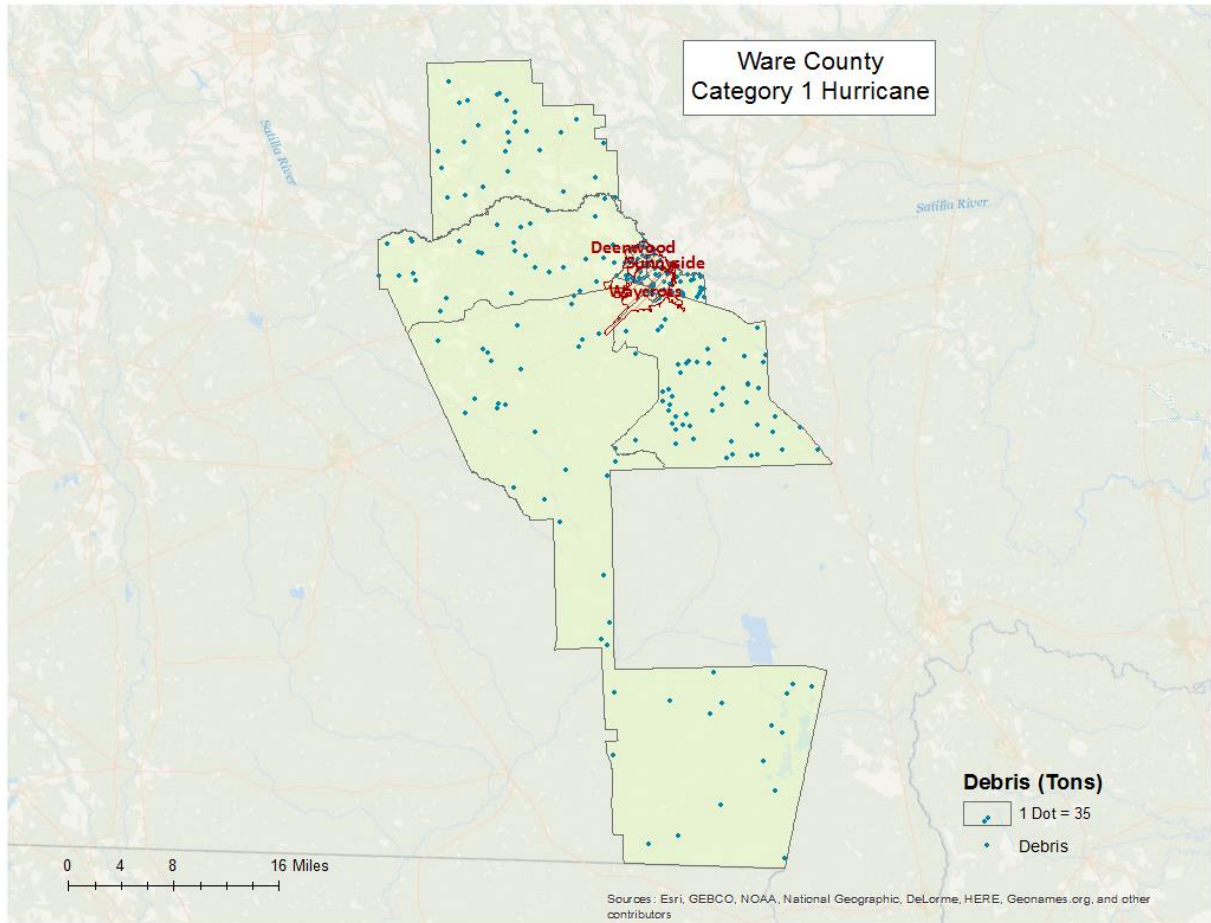 Ware County
Category 1 Hurricane
Satilla River
Satilla River
Deenwood
Sunnyside
Waycross
Debris (Tons)
1 Dot = 35
Debris
0 4 8 16 Miles
Sources: Esri, GEBCO, NOAA, National Geographic, DeLorme, HERE, Geonames.org, and other
contributors